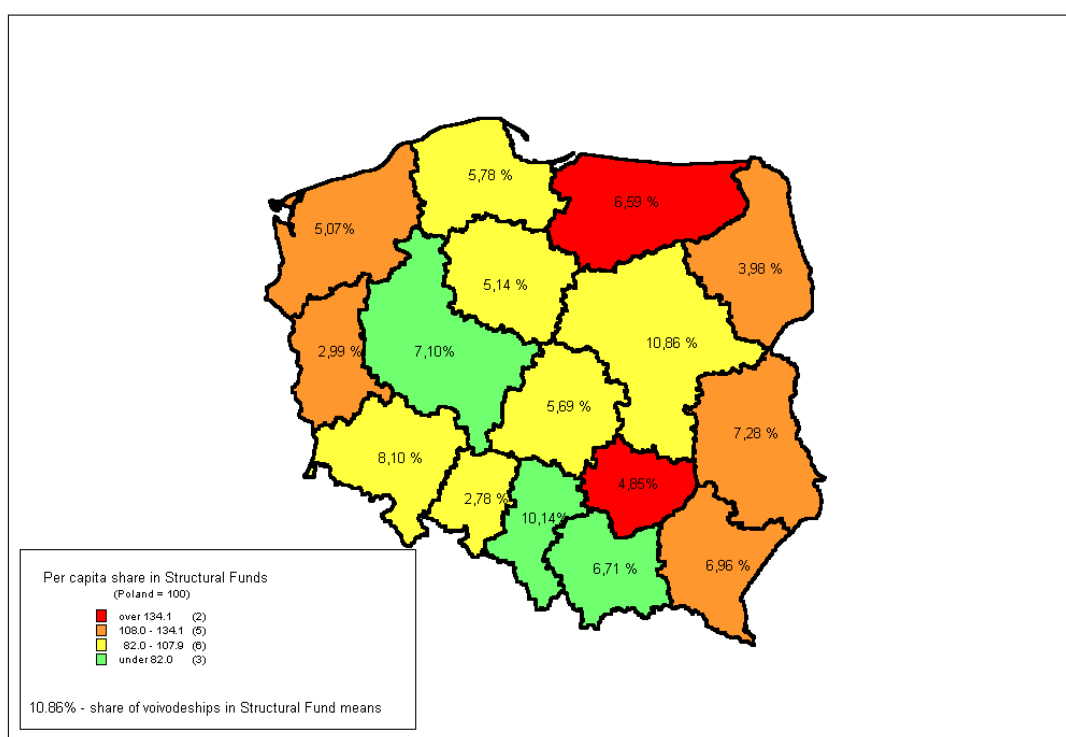 5,78 %
6,59 %
5,07%
3,98 %
5,14 %
10,86 %
2,99 %
7,10%
5,69 %
7,28 %
8,10 %
4,85%
2,78 %
10,14%
6,71 %
6,96 %
Per capita share in Structural Funds
(Poland = 100)
over 134.1 (2)
108.0 - 134.1 (5)
82.0 - 107.9 (6)
under 82.0 (3)
10.86% - share of voivodeships in Structural Fund means